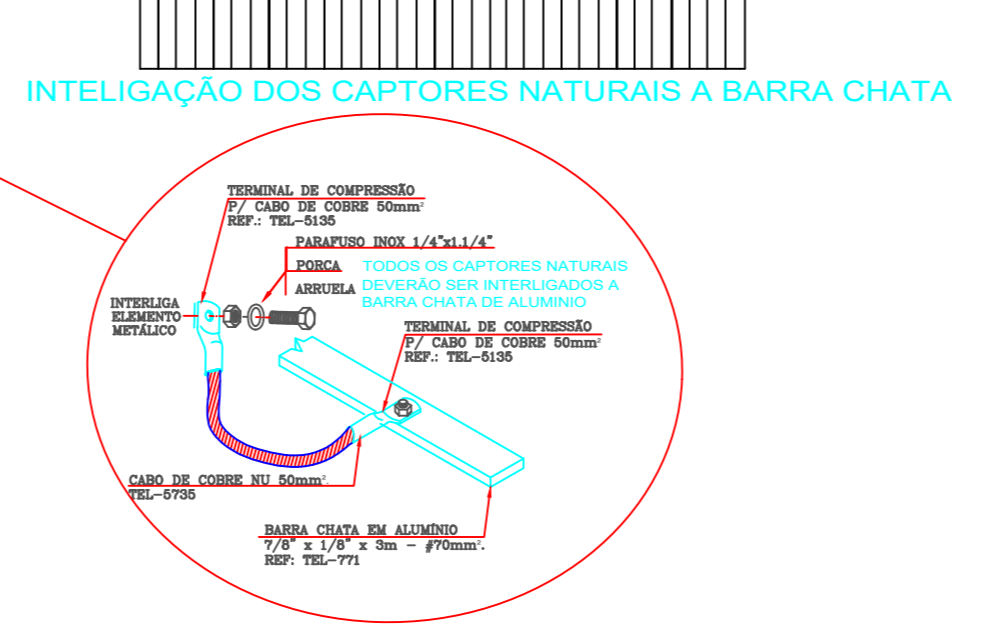 INTELIGAÇÃO DOS CAPTORES NATURAIS A BARRA CHATA
TERMINAL DE COMPRESSÃO
P/ CABO DE COBRE 50mm²
REF.: TEL-5135
PARAFUSO INOX 1/4"x1.1/4"
PORCA
ARRUELA
TODOS OS CAPTORES NATURAIS
DEVERÃO SER INTERLIGADOS A
BARRA CHATA DE ALUMINIO
INTERLIGA
ELEMENTO
METÁLICO
TERMINAL DE COMPRESSÃO
P/ CABO DE COBRE 50mm²
REF.: TEL-5135
CABO DE COBRE NU 50mm².
TEL-5735
BARRA CHATA EM ALUMÍNIO
7/8" x 1/8" x 3m - #70mm².
REF: TEL-771